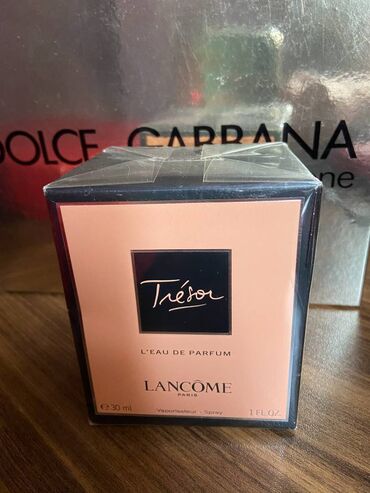 DOLCE GABBANA
ne
Trésor
L'EAU DE PARFUM
LANCÔME
PARIS
℮ 30 ml Vaporisateur - Spray 1 FL.OZ.